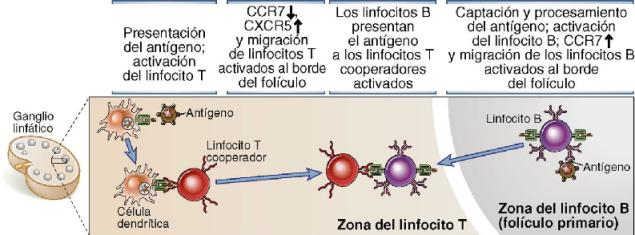 Presentación
del antígeno;
activación
del linfocito T
CCR7↓,
CXCR5↑
y migración
de linfocitos T
activados al borde
del folículo
Los linfocitos B
presentan
el antígeno
a los linfocitos T
cooperadores
activados
Captación y procesamiento
del antígeno; activación
del linfocito B; CCR7↑
y migración de los linfocitos B
activados al borde
del folículo
Ganglio
linfático
Antígeno
Linfocito T
cooperador
Célula
dendrítica
Linfocito B
Antígeno
Zona del linfocito T
Zona del linfocito B
(folículo primario)